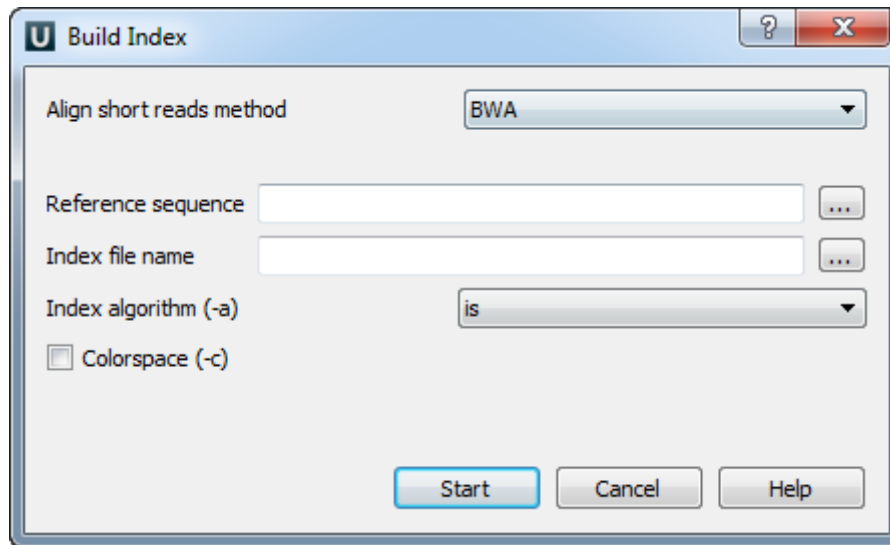 U Build Index
Align short reads method BWA
Reference sequence ...
Index file name ...
Index algorithm (-a) is
Colorspace (-c)
Start Cancel Help